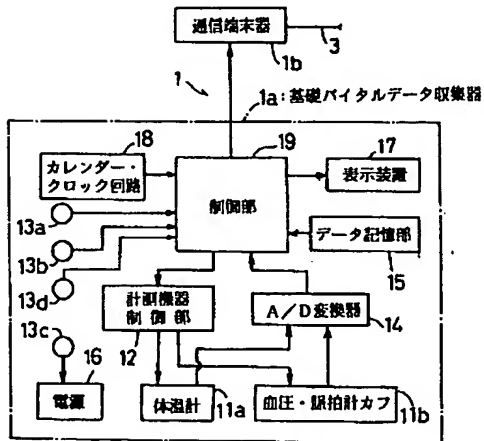 通信端末器
3
1b
1
1a:基礎バイタルデータ収集器
18
19
17
カレンダー・
クロック回路
制御部
表示装置
13a
13b
データ記憶部
15
13d
計測機器
制御部
12
A/D変換器
14
13c
16
電源
体温計
11a
血圧・脈拍計カフ
11b